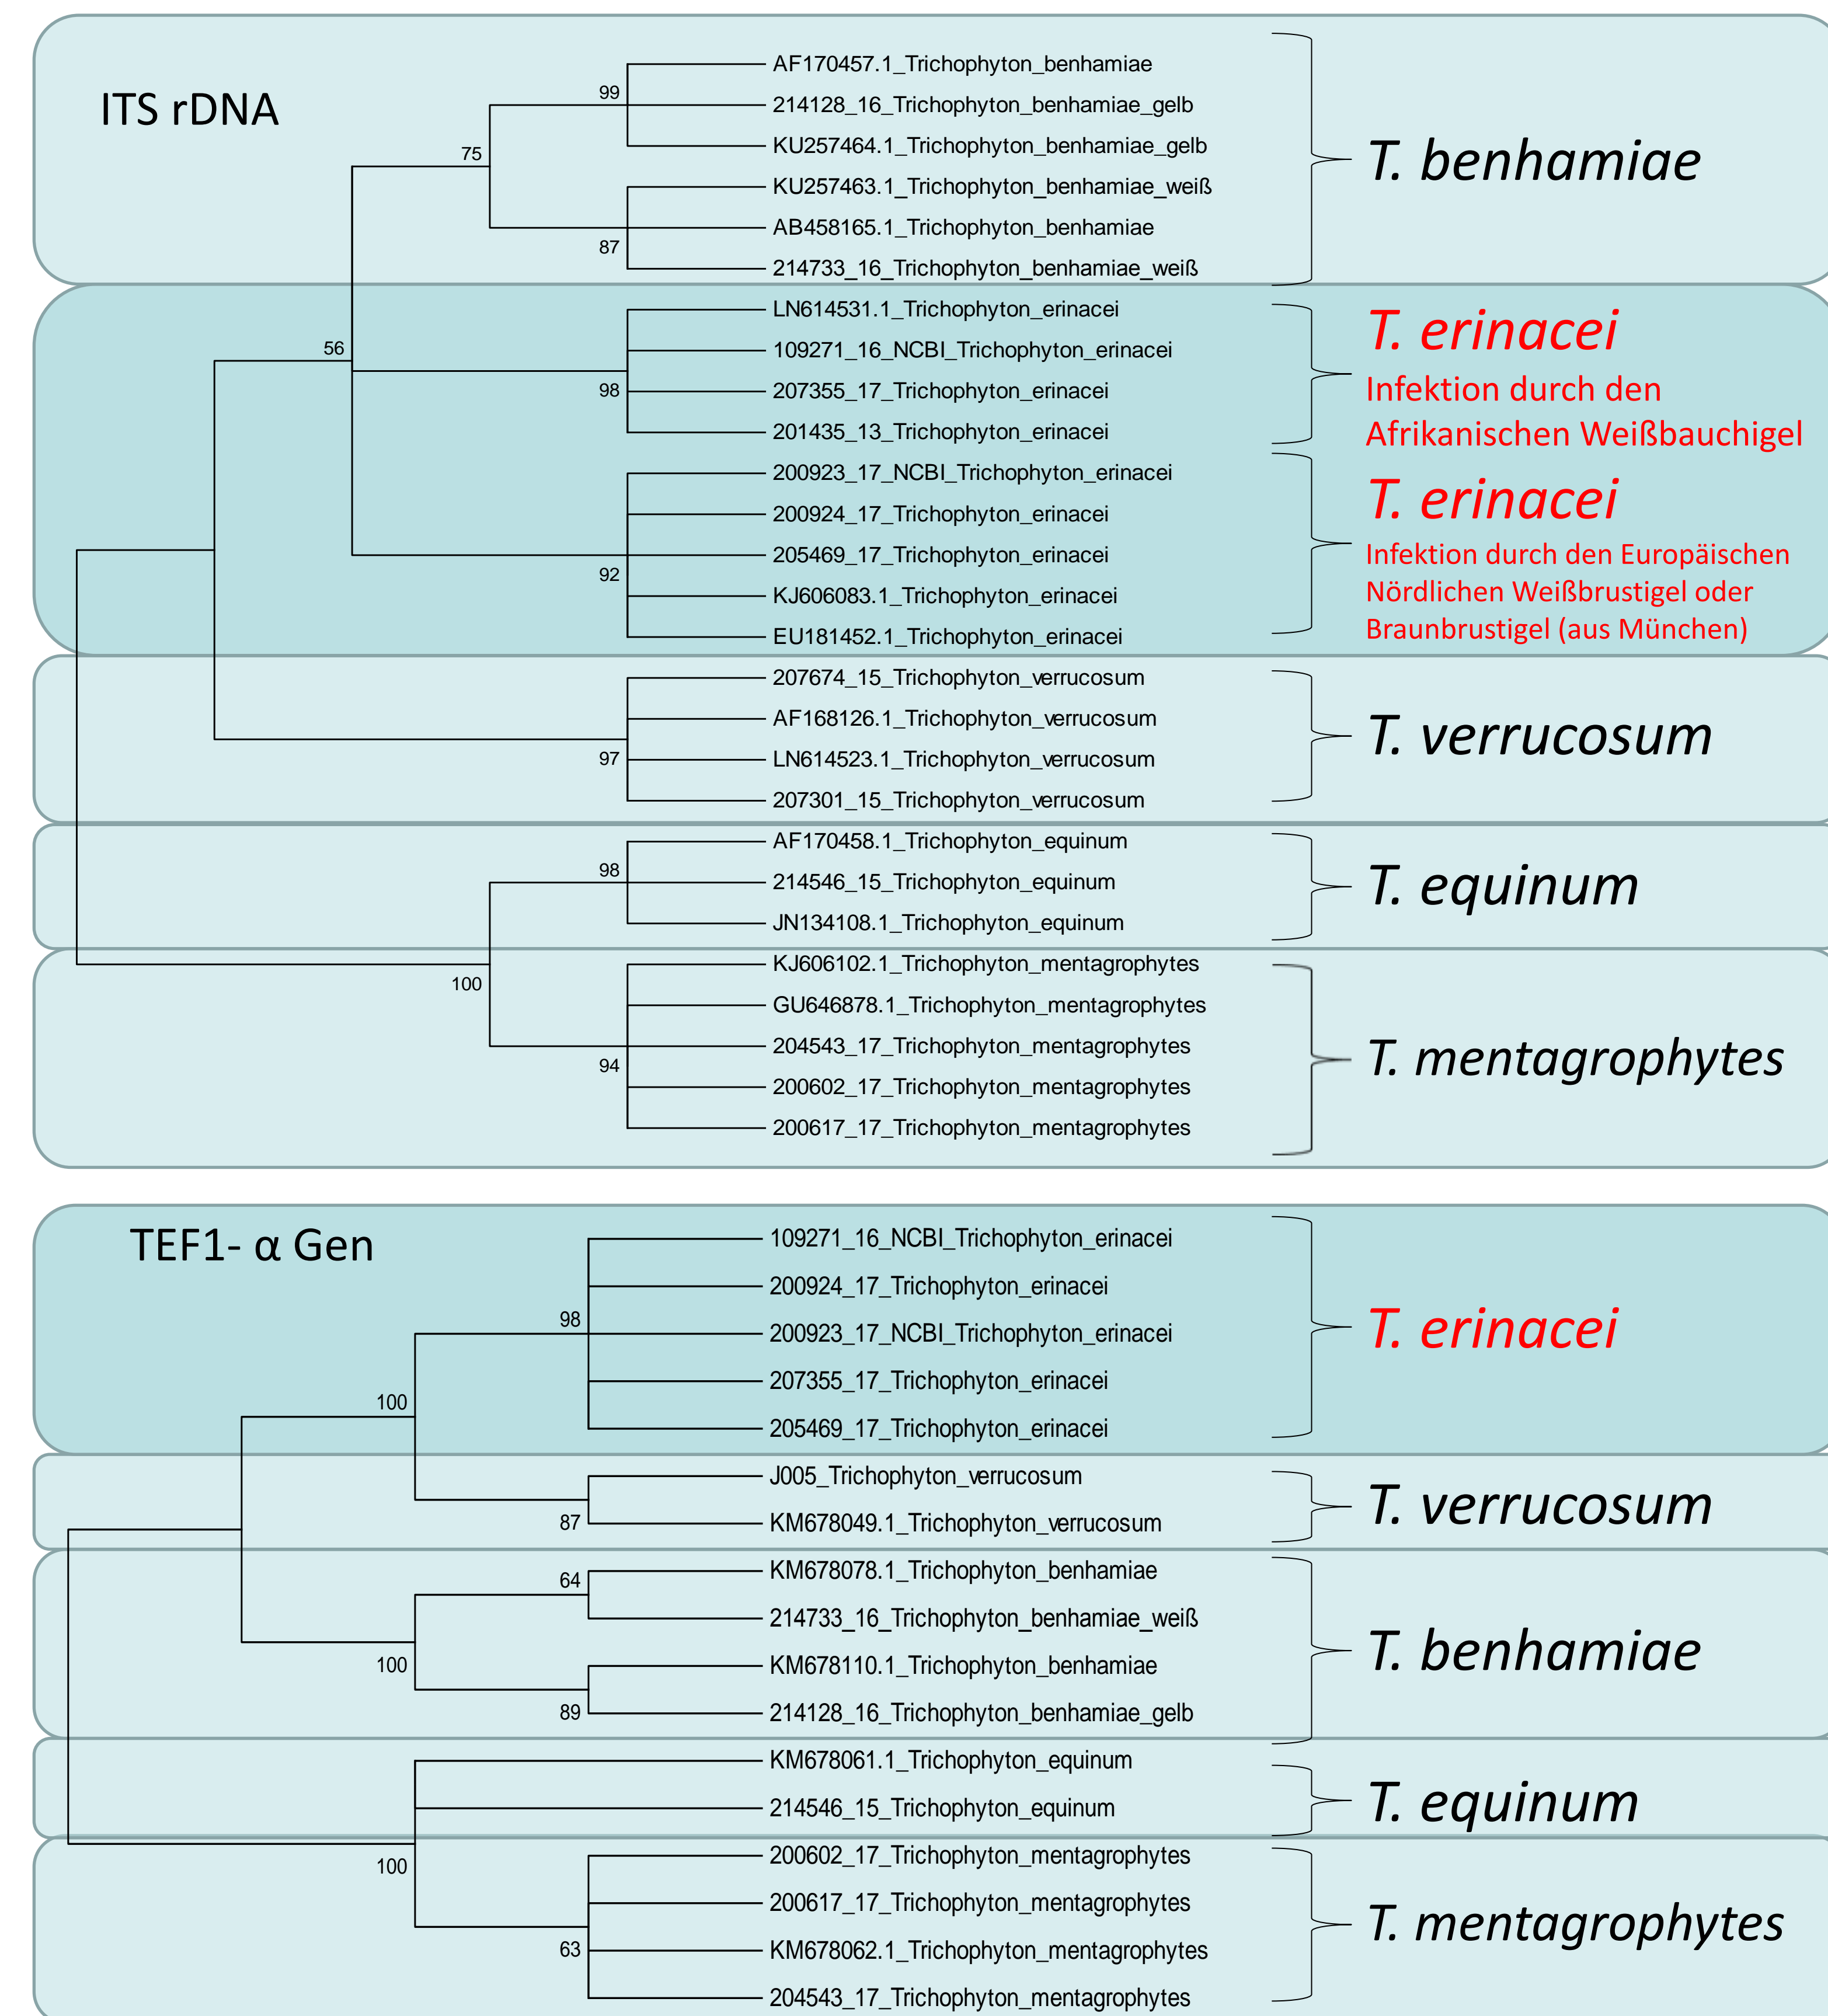 ITS rDNA
99
75
87
56
98
92
97
98
100
94
AF170457.1_Trichophyton_benhamiae
214128_16_Trichophyton_benhamiae_gelb
KU257464.1_Trichophyton_benhamiae_gelb
KU257463.1_Trichophyton_benhamiae_weiß
AB458165.1_Trichophyton_benhamiae
214733_16_Trichophyton_benhamiae_weiß
LN614531.1_Trichophyton_erinacei
109271_16_NCBI_Trichophyton_erinacei
207355_17_Trichophyton_erinacei
201435_13_Trichophyton_erinacei
200923_17_NCBI_Trichophyton_erinacei
200924_17_Trichophyton_erinacei
205469_17_Trichophyton_erinacei
KJ606083.1_Trichophyton_erinacei
EU181452.1_Trichophyton_erinacei
207674_15_Trichophyton_verrucosum
AF168126.1_Trichophyton_verrucosum
LN614523.1_Trichophyton_verrucosum
207301_15_Trichophyton_verrucosum
AF170458.1_Trichophyton_equinum
214546_15_Trichophyton_equinum
JN134108.1_Trichophyton_equinum
KJ606102.1_Trichophyton_mentagrophytes
GU646878.1_Trichophyton_mentagrophytes
204543_17_Trichophyton_mentagrophytes
200602_17_Trichophyton_mentagrophytes
200617_17_Trichophyton_mentagrophytes
T. benhamiae
T. erinacei
Infektion durch den
Afrikanischen Weißbauchigel
T. erinacei
Infektion durch den Europäischen
Nördlichen Weißbrustigel oder
Braunbrustigel (aus München)
T. verrucosum
T. equinum
T. mentagrophytes
TEF1- α Gen
98
100
87
64
100
89
100
63
109271_16_NCBI_Trichophyton_erinacei
200924_17_Trichophyton_erinacei
200923_17_NCBI_Trichophyton_erinacei
207355_17_Trichophyton_erinacei
205469_17_Trichophyton_erinacei
J005_Trichophyton_verrucosum
KM678049.1_Trichophyton_verrucosum
KM678078.1_Trichophyton_benhamiae
214733_16_Trichophyton_benhamiae_weiß
KM678110.1_Trichophyton_benhamiae
214128_16_Trichophyton_benhamiae_gelb
KM678061.1_Trichophyton_equinum
214546_15_Trichophyton_equinum
200602_17_Trichophyton_mentagrophytes
200617_17_Trichophyton_mentagrophytes
KM678062.1_Trichophyton_mentagrophytes
204543_17_Trichophyton_mentagrophytes
T. erinacei
T. verrucosum
T. benhamiae
T. equinum
T. mentagrophytes